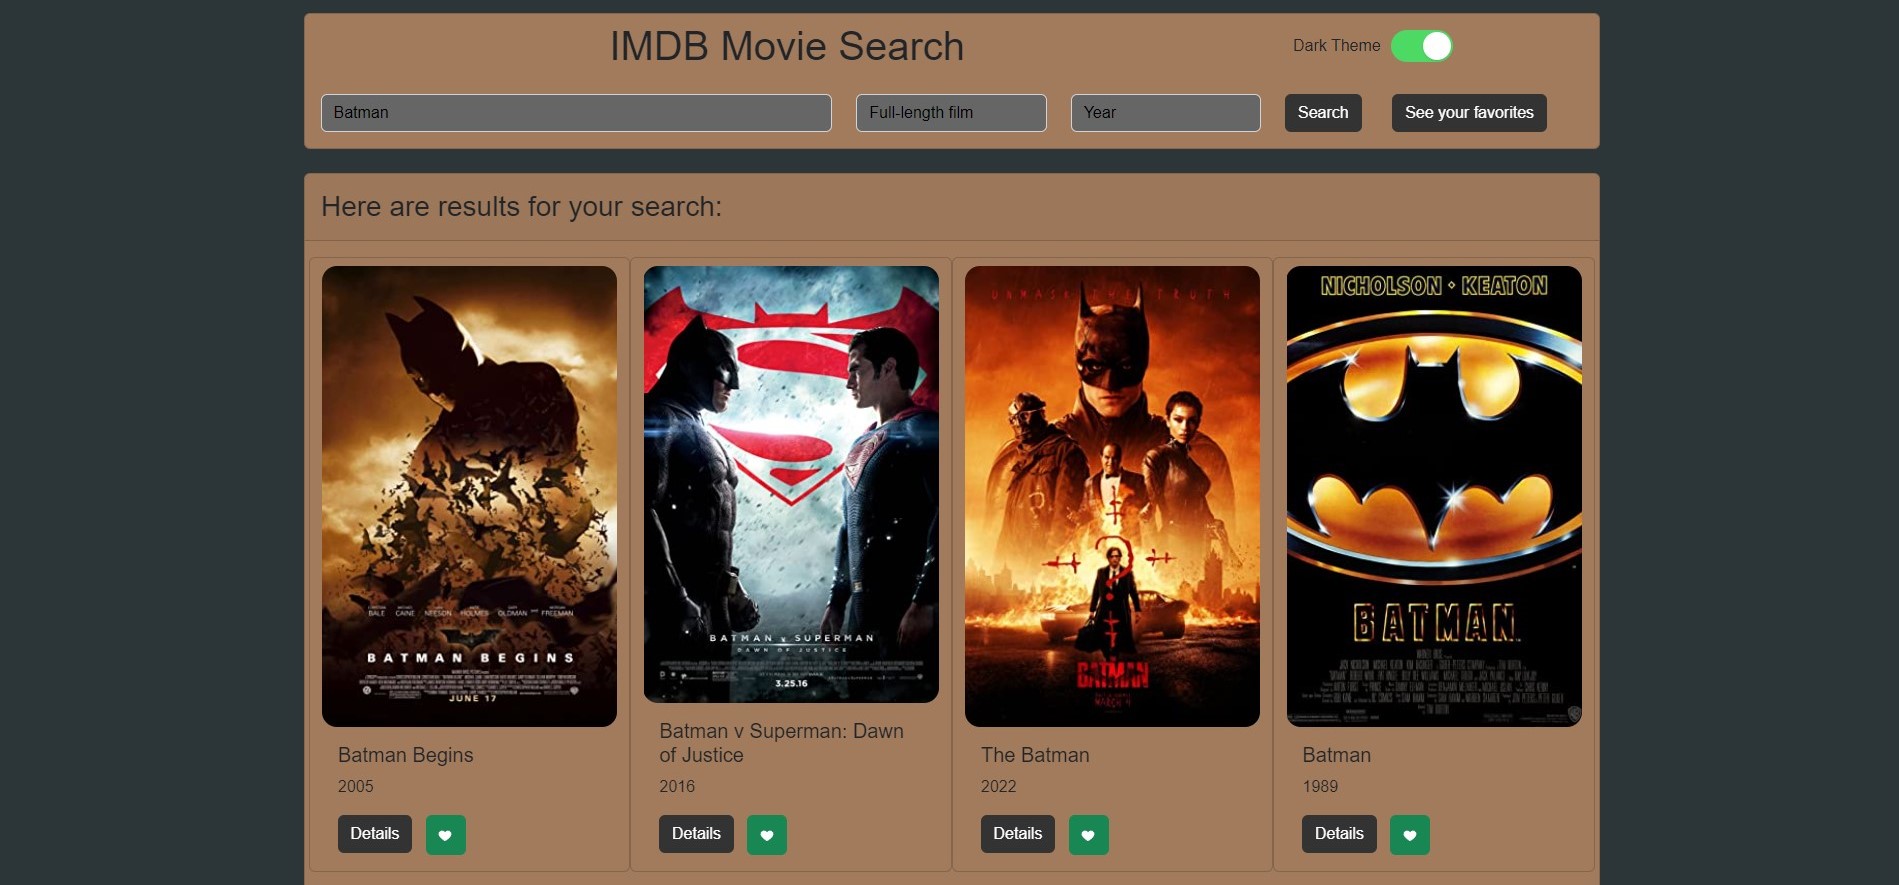 IMDB Movie Search
Dark Theme
Batman
Full-length film
Year
Search
See your favorites
Here are results for your search:
BALE CAINE NEESON HOLMES OLDMAN and FREEMAN
BATMAN BEGINS
JUNE 17
BATMAN v SUPERMAN
DAWN OF JUSTICE
3.25.16
UNMASK THE TRUTH
THE BATMAN
MARCH 4
NICHOLSON • KEATON
BATMAN
Batman Begins
2005
Details
Batman v Superman: Dawn
of Justice
2016
Details
The Batman
2022
Details
Batman
1989
Details